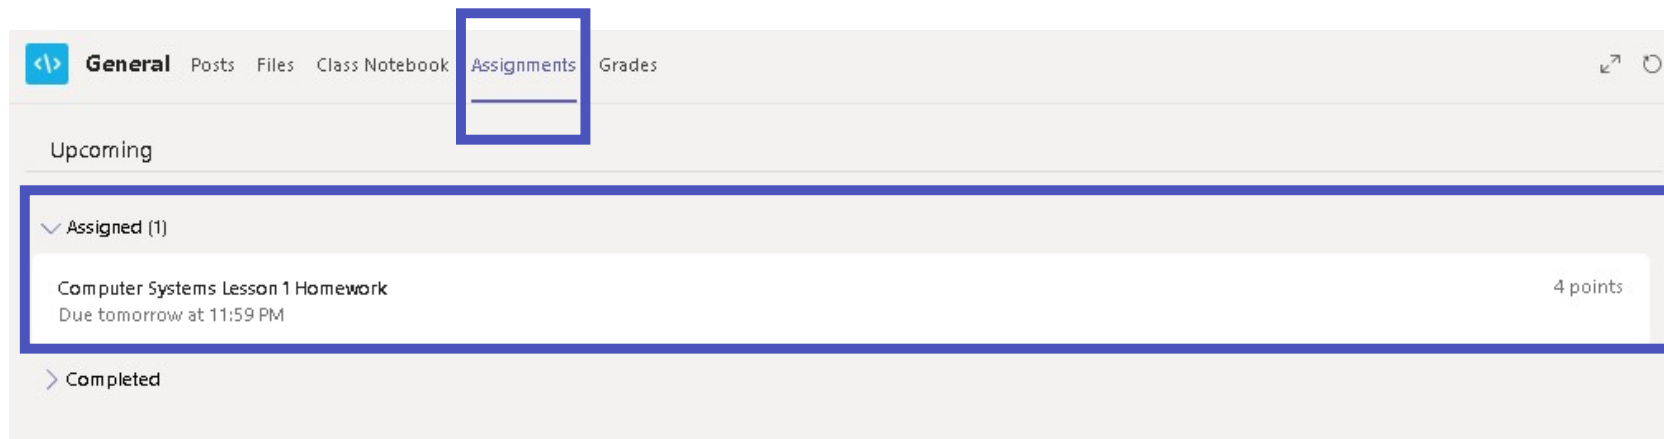 General Posts Files Class Notebook Assignments Grades
Upcoming
Assigned (1)
Computer Systems Lesson 1 Homework
4 points
Due tomorrow at 11:59 PM
Completed